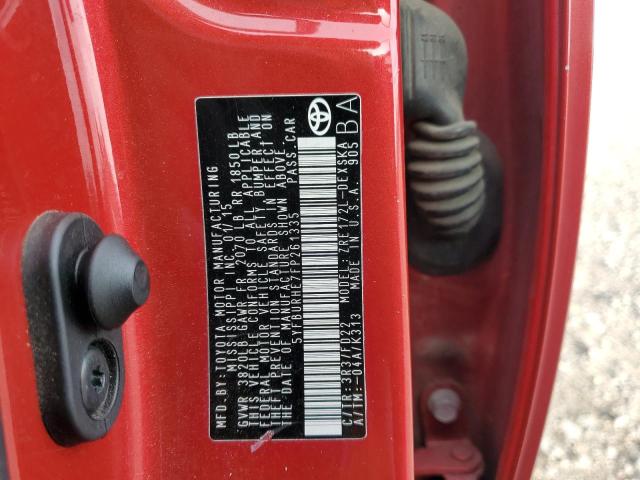 MFD. BY:TOYOTA MOTOR MANUFACTURING
MISSISSIPPI INC. 01/15
GVWR 3820LB GAWR FR 2070 LB RR 1850LB
THIS VEHICLE CONFORMS TO ALL APPLICABLE
FEDERAL MOTOR VEHICLE SAFETY, BUMPER, AND
THEFT PREVENTION STANDARDS IN EFFECT ON
THE DATE OF MANUFACTURE SHOWN ABOVE.
5YFBURHE7FP261335 PASS. CAR
C/TR:3R3/FD22 ZRE172L-DEXSKA
A/TM:-04A/K313 MADE IN U.S.A. 905
BA